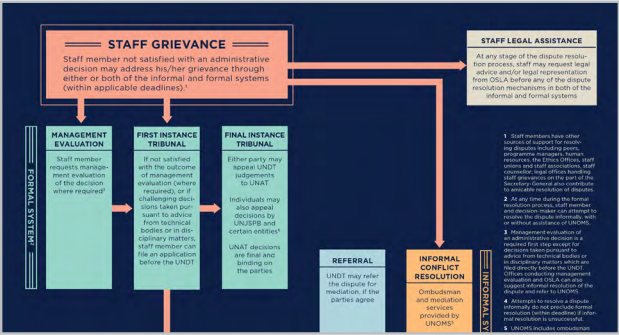 STAFF GRIEVANCE
Staff member not satisfied with an administrative
decision may address his/her grievance through
either or both of the informal and formal systems
(within applicable deadlines).¹
STAFF LEGAL ASSISTANCE
At any stage of the dispute resolu-
tion process, staff may request legal
advice and/or legal representation
from OSLA before any of the dispute
resolution mechanisms in both of the
informal and formal systems
FORMAL SYSTEM
MANAGEMENT
EVALUATION
Staff member
requests manage-
ment evaluation
of the decision
where required³
FIRST INSTANCE
TRIBUNAL
If not satisfied
with the outcome
of management
evaluation (where
required), or if
challenging deci-
sions taken pur-
suant to advice
from technical
bodies or in dis-
ciplinary matters,
staff member can
file an application
before the UNDT
FINAL INSTANCE
TRIBUNAL
Either party may
appeal UNDT
judgements
to UNAT
Individuals may
also appeal
decisions by
UNJSPB and
certain entities
UNAT decisions
are final and
binding on
the parties
REFERRAL
UNDT may refer
the dispute for
mediation, if the
parties agree
INFORMAL
CONFLICT
RESOLUTION
Ombudsman
and mediation
services
provided by
UNOMS⁵
INFORMAL SY
1 Staff members have other
sources of support for resolv-
ing disputes including peers,
programme managers, human
resources, the Ethics Offices, staff
unions and staff associations, staff
counsellor, legal offices handling
staff grievances on the part of the
Secretary-General also contribute
to amicable resolution of disputes.
2 At any time during the formal
resolution process, staff member
and decision-maker can attempt to
resolve the dispute informally, with
or without assistance of UNOMS.
3 Management evaluation of
an administrative decision is a
required first step except for
decisions taken pursuant to
advice from technical bodies or
in disciplinary matters which are
filed directly before the UNDT.
Offices conducting management
evaluation and OSLA can also
suggest informal resolution of the
dispute and refer to UNOMS.
4 Attempts to resolve a dispute
informally do not preclude formal
resolution (within deadline) if infor-
mal resolution is unsuccessful.
5 UNOMS includes ombudsman